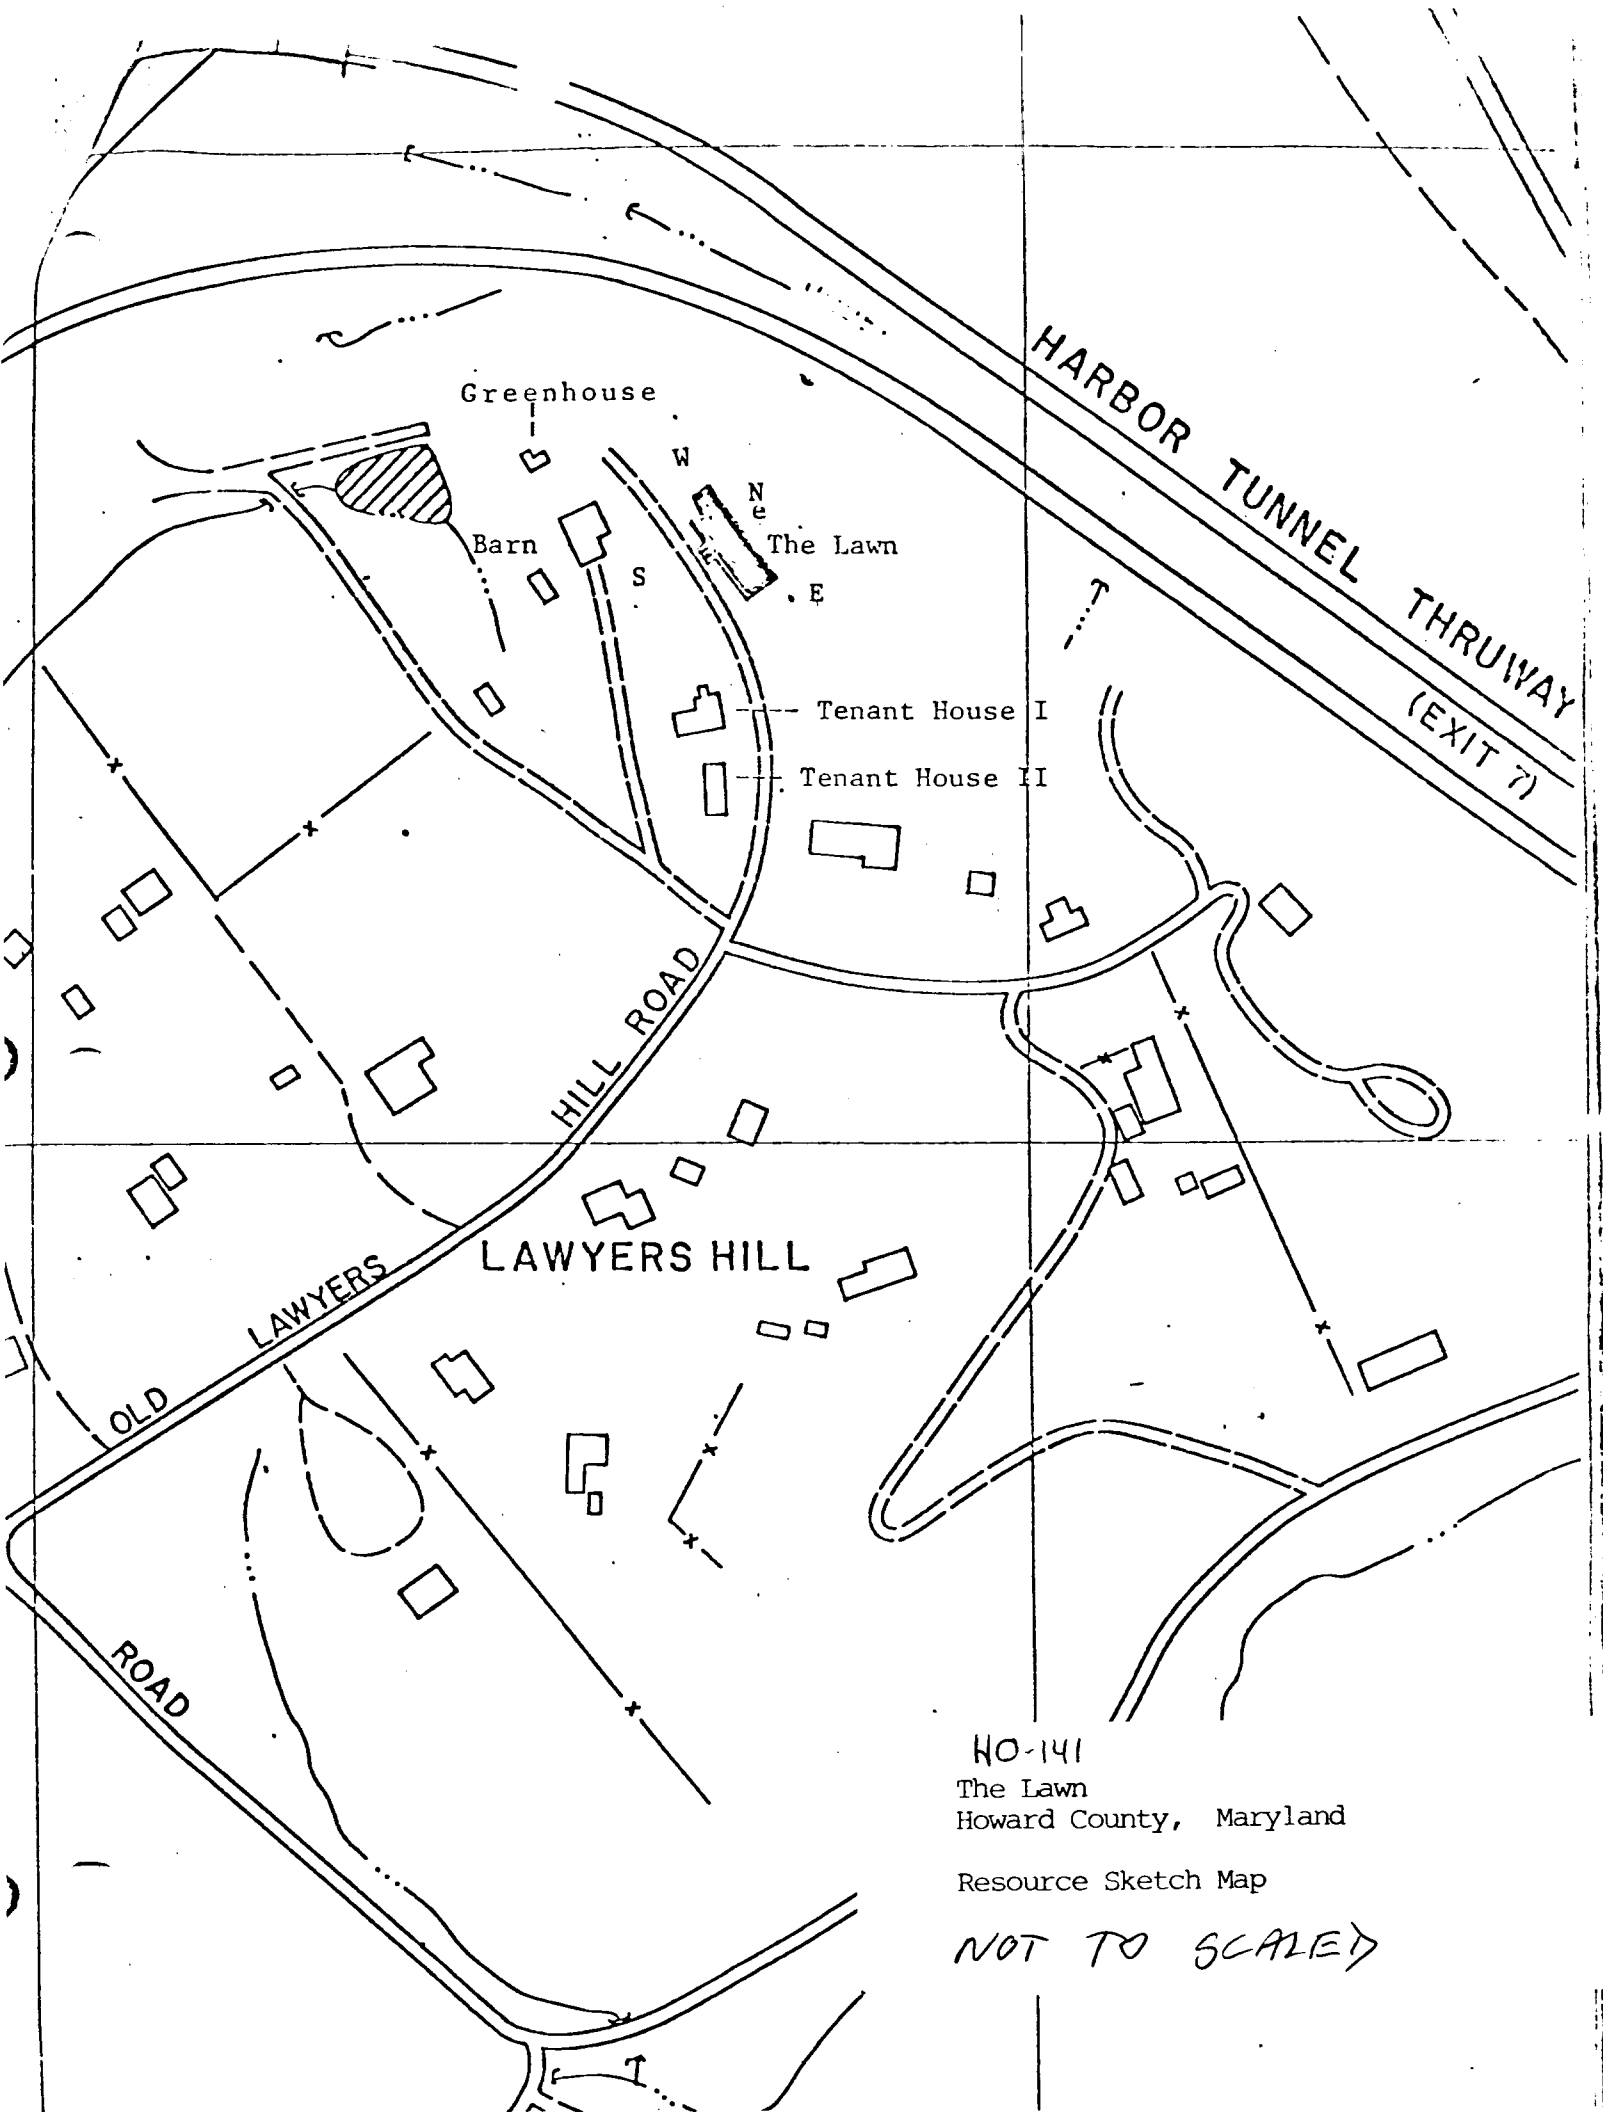 HARBOR TUNNEL THRUWAY
(EXIT 7)
Greenhouse
W
N
e
Barn
The Lawn
S
E
Tenant House I
Tenant House II
HILL ROAD
LAWYERS HILL
LAWYERS
OLD
ROAD
HO-141
The Lawn
Howard County, Maryland
Resource Sketch Map
NOT TO SCALED